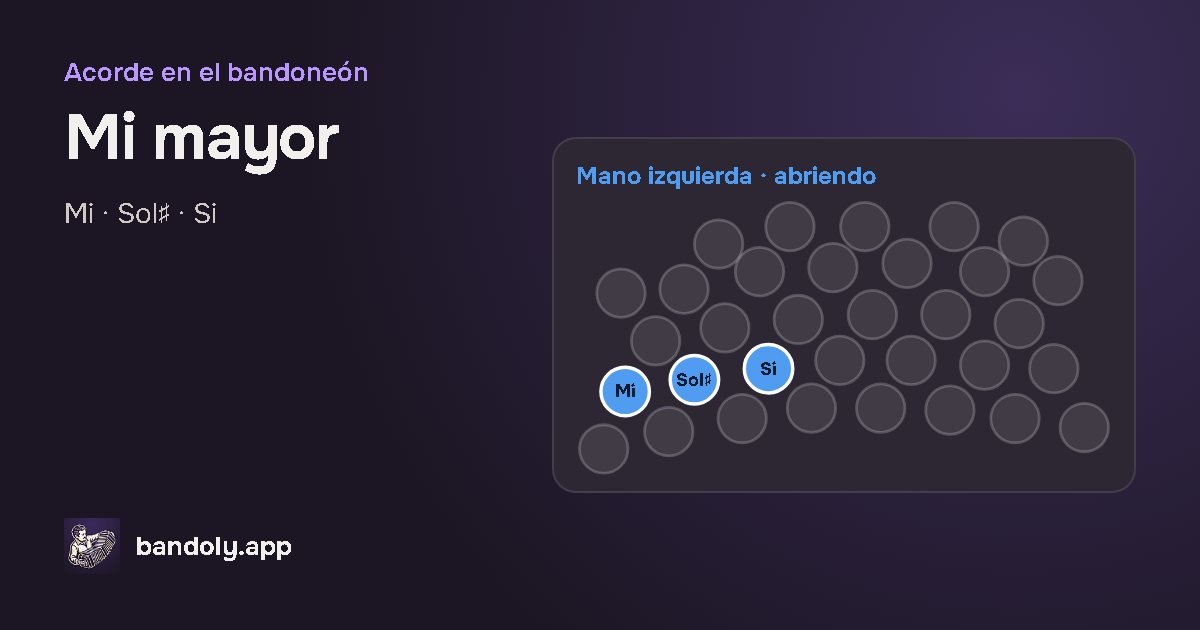 Acorde en el bandoneón
Mi mayor
Mi · Sol♯ · Si
Mano izquierda · abriendo
Mi
Sol♯
Si
bandoly.app